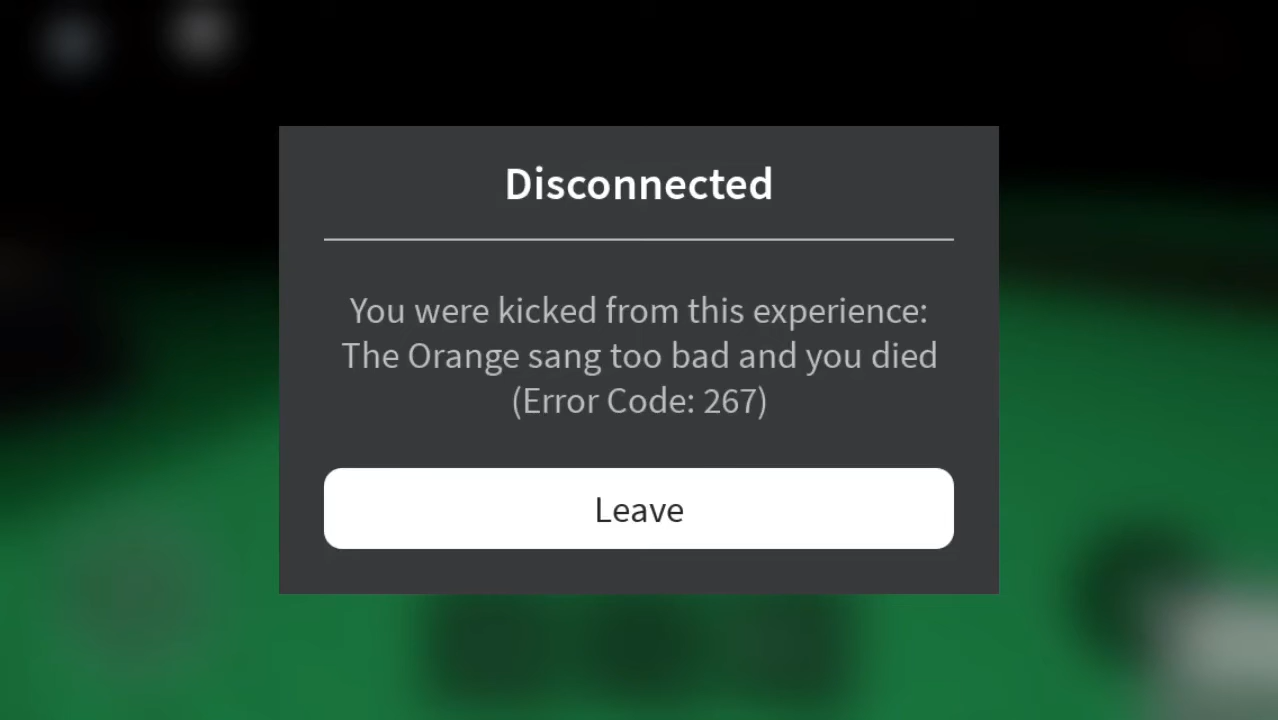 Disconnected
You were kicked from this experience:
The Orange sang too bad and you died
(Error Code: 267)
Leave